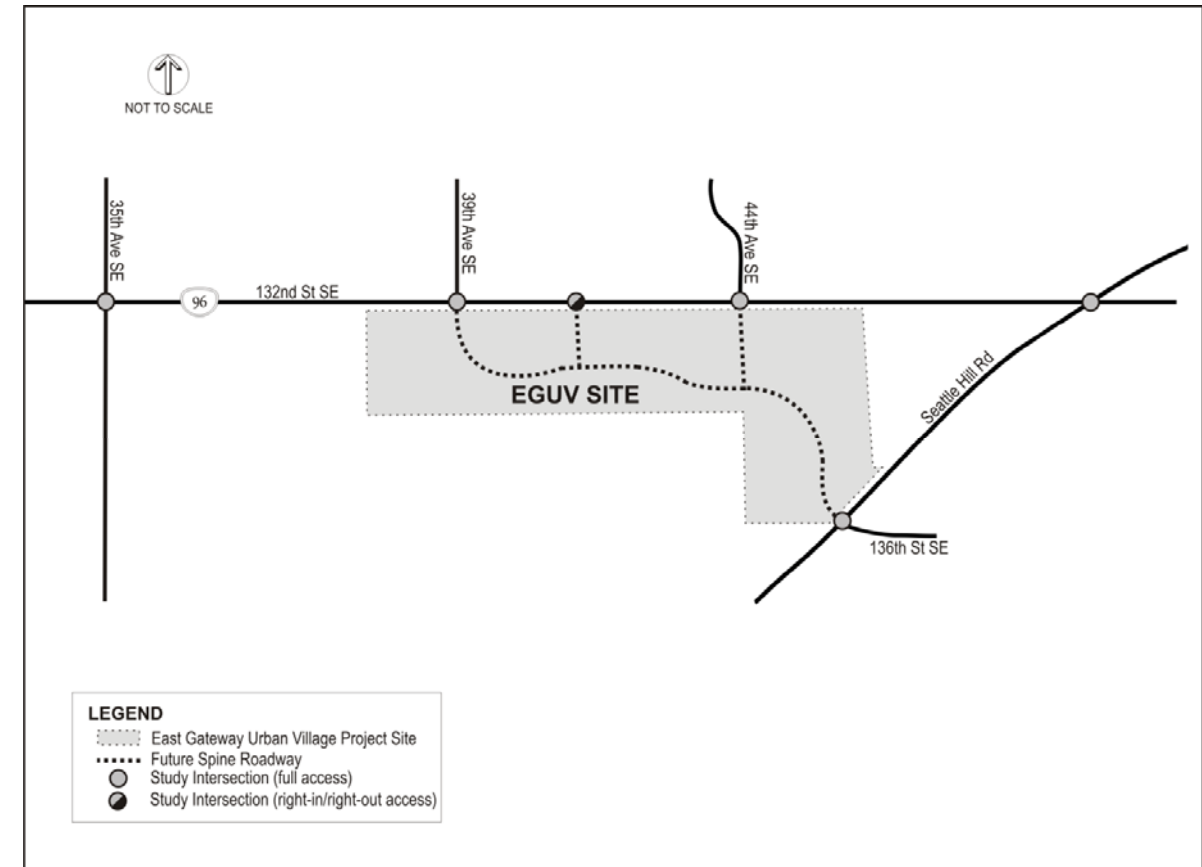 NOT TO SCALE
35th Ave SE
39th Ave SE
44th Ave SE
132nd St SE
96
EGUV SITE
Seattle Hill Rd
136th St SE
LEGEND
East Gateway Urban Village Project Site
Future Spine Roadway
Study Intersection (full access)
Study Intersection (right-in/right-out access)